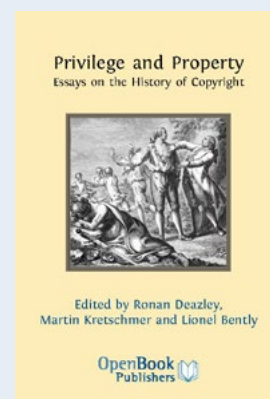 Privilege and Property
Essays on the History of Copyright
Edited by Ronan Deazley,
Martin Kretschmer and Lionel Bently
OpenBook
Publishers